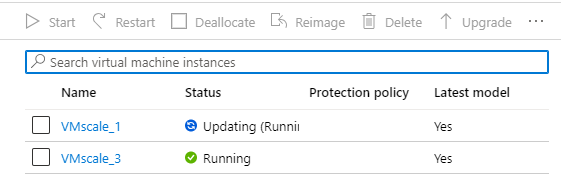 Start Restart Deallocate Reimage Delete Upgrade ...
Search virtual machine instances
Name Status Protection policy Latest model
VMscale_1 Updating (Runni Yes
VMscale_3 Running Yes